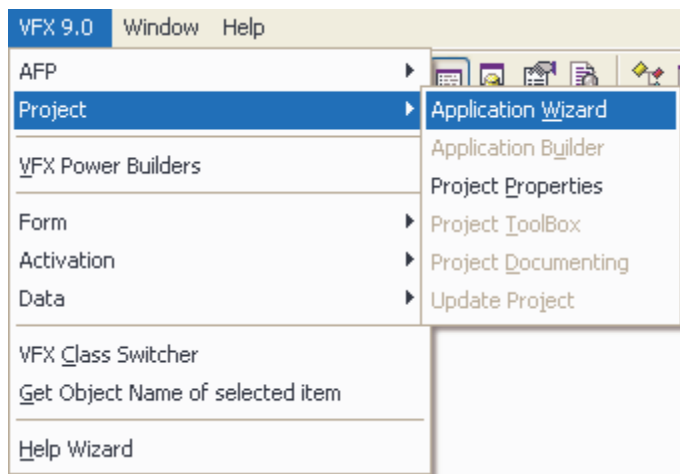 VFX 9.0 Window Help
AFP
Project
VFX Power Builders
Form
Activation
Data
VFX Class Switcher
Get Object Name of selected item
Help Wizard
Application Wizard
Application Builder
Project Properties
Project ToolBox
Project Documenting
Update Project